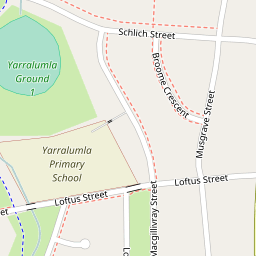 Schlich Street
Yarralumla
Ground
1
Broome Crescent
Musgrave Street
Yarralumla
Primary
School
Loftus Street
Loftus Street
Macgillivray Street